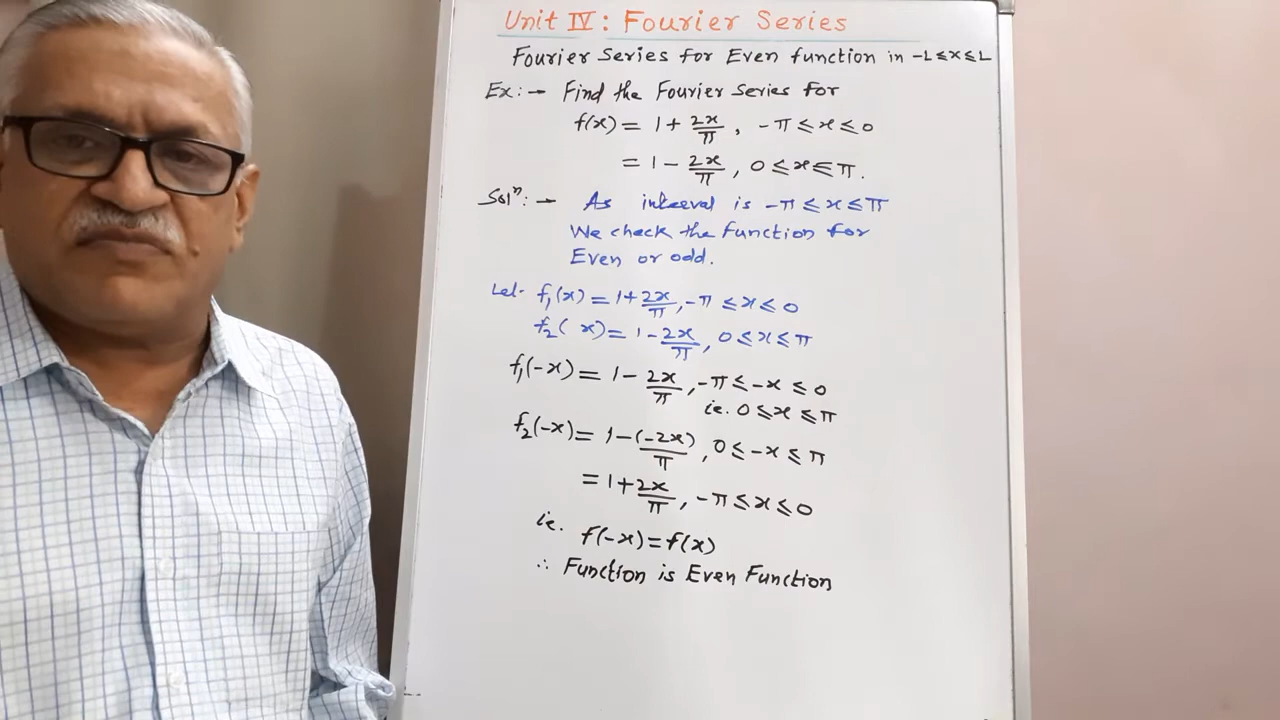 Unit IV: Fourier Series
Fourier Series for Even function in -L ≤ x ≤ L
Ex:- → Find the Fourier series for
f(x) = 1 + 2x/π, -π ≤ x ≤ 0
= 1 - 2x/π, 0 ≤ x ≤ π.
Solⁿ:- → As interval is -π ≤ x ≤ π
We check the function for
Even or odd.
Let f₁(x) = 1 + 2x/π, -π ≤ x ≤ 0
f₂(x) = 1 - 2x/π, 0 ≤ x ≤ π
f₁(-x) = 1 - 2x/π, -π ≤ -x ≤ 0
ie. 0 ≤ x ≤ π
f₂(-x) = 1 - (-2x)/π, 0 ≤ -x ≤ π
= 1 + 2x/π, -π ≤ x ≤ 0
ie. f(-x) = f(x)
∴ Function is Even Function